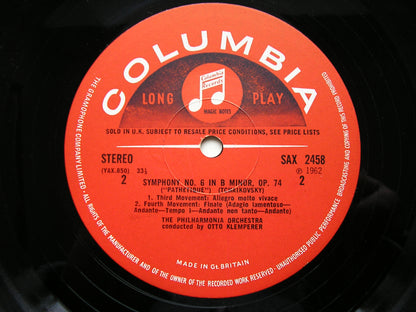 COLUMBIA
Columbia
Records
MAGIC NOTES
LONG PLAY
SOLD IN U.K. SUBJECT TO RESALE PRICE CONDITIONS, SEE PRICE LISTS
STEREO SAX 2458
(YAX.850) 33⅓ ℗ 1962
2 2
SYMPHONY NO. 6 IN B MINOR, OP. 74
("PATHETIQUE") (TCHAIKOVSKY)
1. Third Movement: Allegro molto vivace
2. Fourth Movement: Finale (Adagio lamentoso—
Andante—Tempo I—Andante non tanto—Andante)
THE PHILHARMONIA ORCHESTRA
conducted by OTTO KLEMPERER
MADE IN GT. BRITAIN
THE GRAMOPHONE COMPANY LIMITED · ALL RIGHTS OF THE MANUFACTURER AND OF THE OWNER OF THE RECORDED WORK RESERVED · UNAUTHORISED PUBLIC PERFORMANCE, BROADCASTING AND COPYING OF THIS RECORD PROHIBITED